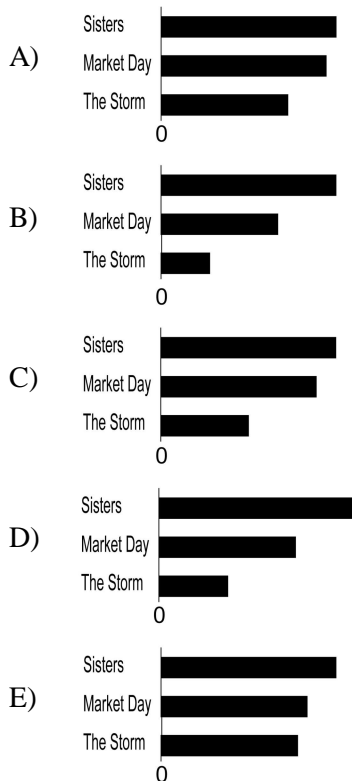 Sisters
A) Market Day
The Storm
0
Sisters
B) Market Day
The Storm
0
Sisters
C) Market Day
The Storm
0
Sisters
D) Market Day
The Storm
0
Sisters
E) Market Day
The Storm
0